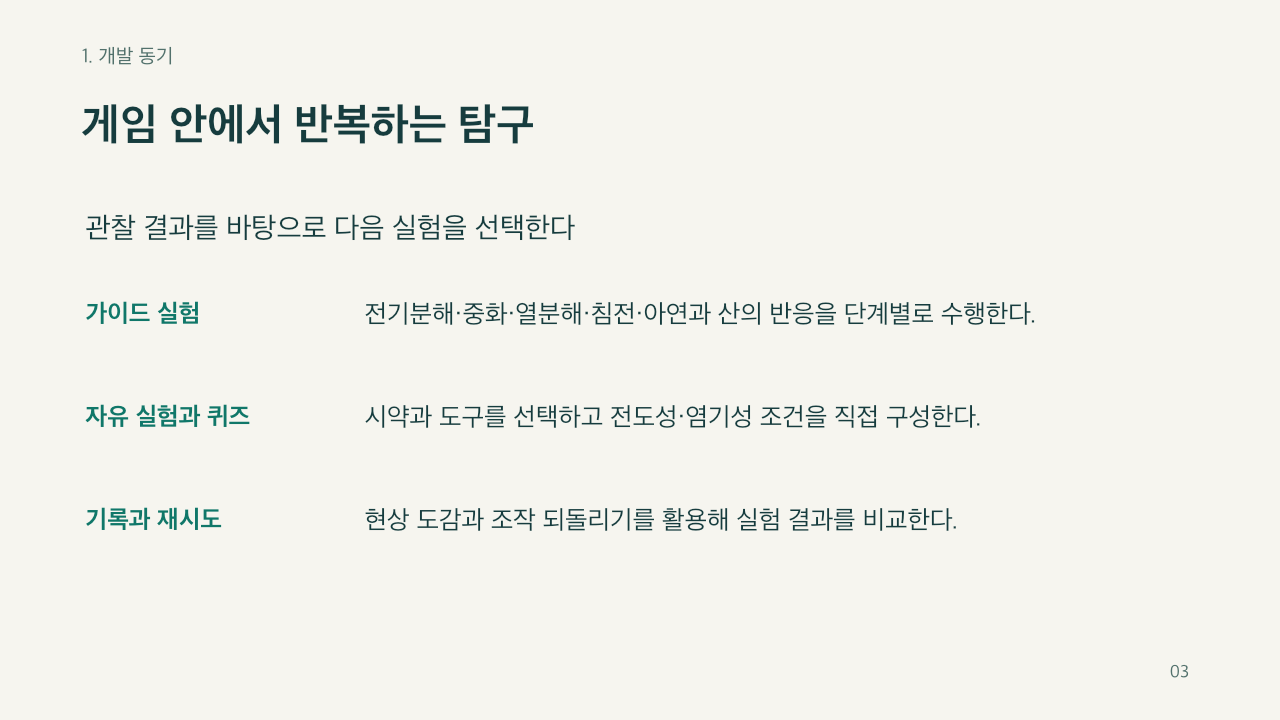 1. 개발 동기
게임 안에서 반복하는 탐구
관찰 결과를 바탕으로 다음 실험을 선택한다
가이드 실험 전기분해·중화·열분해·침전·아연과 산의 반응을 단계별로 수행한다.
자유 실험과 퀴즈 시약과 도구를 선택하고 전도성·염기성 조건을 직접 구성한다.
기록과 재시도 현상 도감과 조작 되돌리기를 활용해 실험 결과를 비교한다.
03